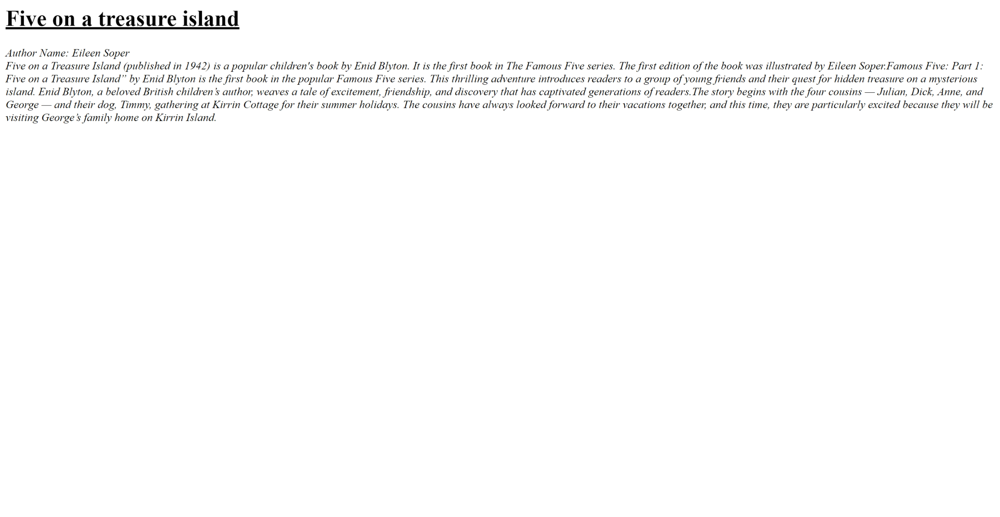 Five on a treasure island
Author Name: Eileen Soper
Five on a Treasure Island (published in 1942) is a popular children's book by Enid Blyton. It is the first book in The Famous Five series. The first edition of the book was illustrated by Eileen Soper.Famous Five: Part 1:
Five on a Treasure Island” by Enid Blyton is the first book in the popular Famous Five series. This thrilling adventure introduces readers to a group of young friends and their quest for hidden treasure on a mysterious
island. Enid Blyton, a beloved British children’s author, weaves a tale of excitement, friendship, and discovery that has captivated generations of readers.The story begins with the four cousins — Julian, Dick, Anne, and
George — and their dog, Timmy, gathering at Kirrin Cottage for their summer holidays. The cousins have always looked forward to their vacations together, and this time, they are particularly excited because they will be
visiting George’s family home on Kirrin Island.